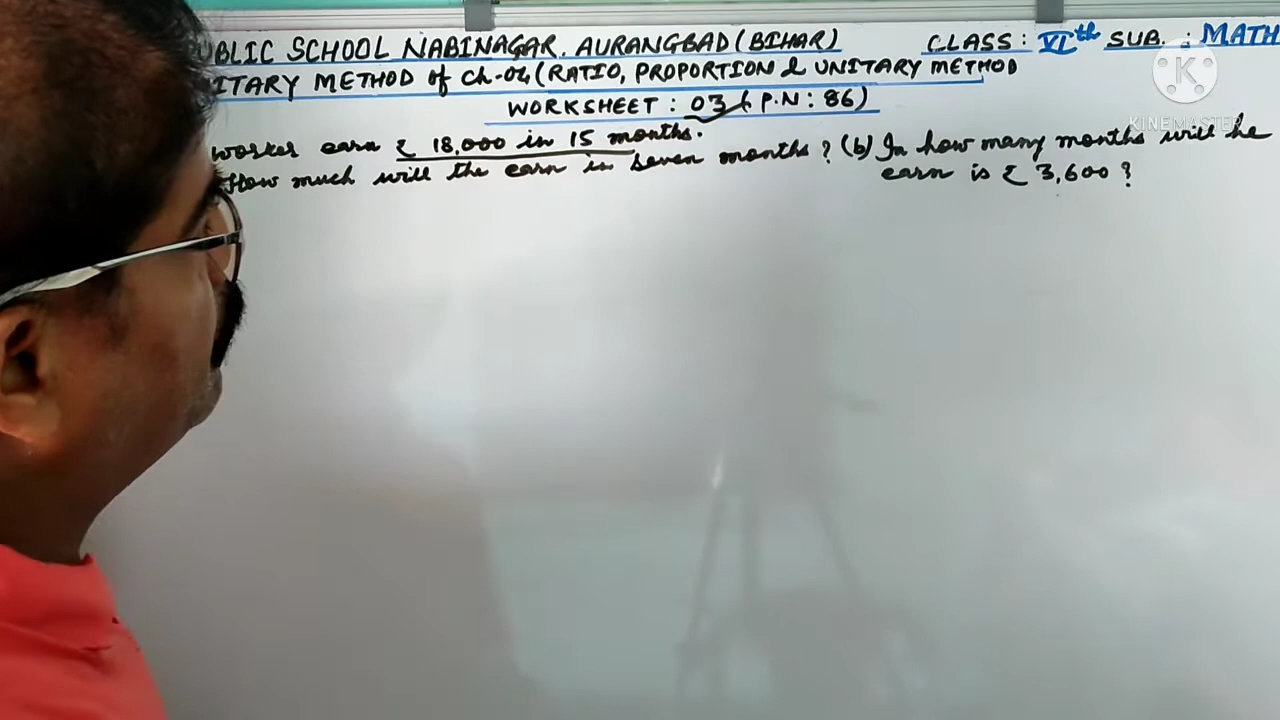 UBLIC SCHOOL NABINAGAR, AURANGBAD (BIHAR) CLASS: VIth SUB. : MATH
ITARY METHOD of Ch-04 (RATIO, PROPORTION & UNITARY METHOD
WORKSHEET : 03 (P.N: 86)
worker earn ₹ 18,000 in 15 months.
How much will the earn in seven months? (b) In how many months will he
earn is ₹ 3,600 ?
K
KINEMASTER